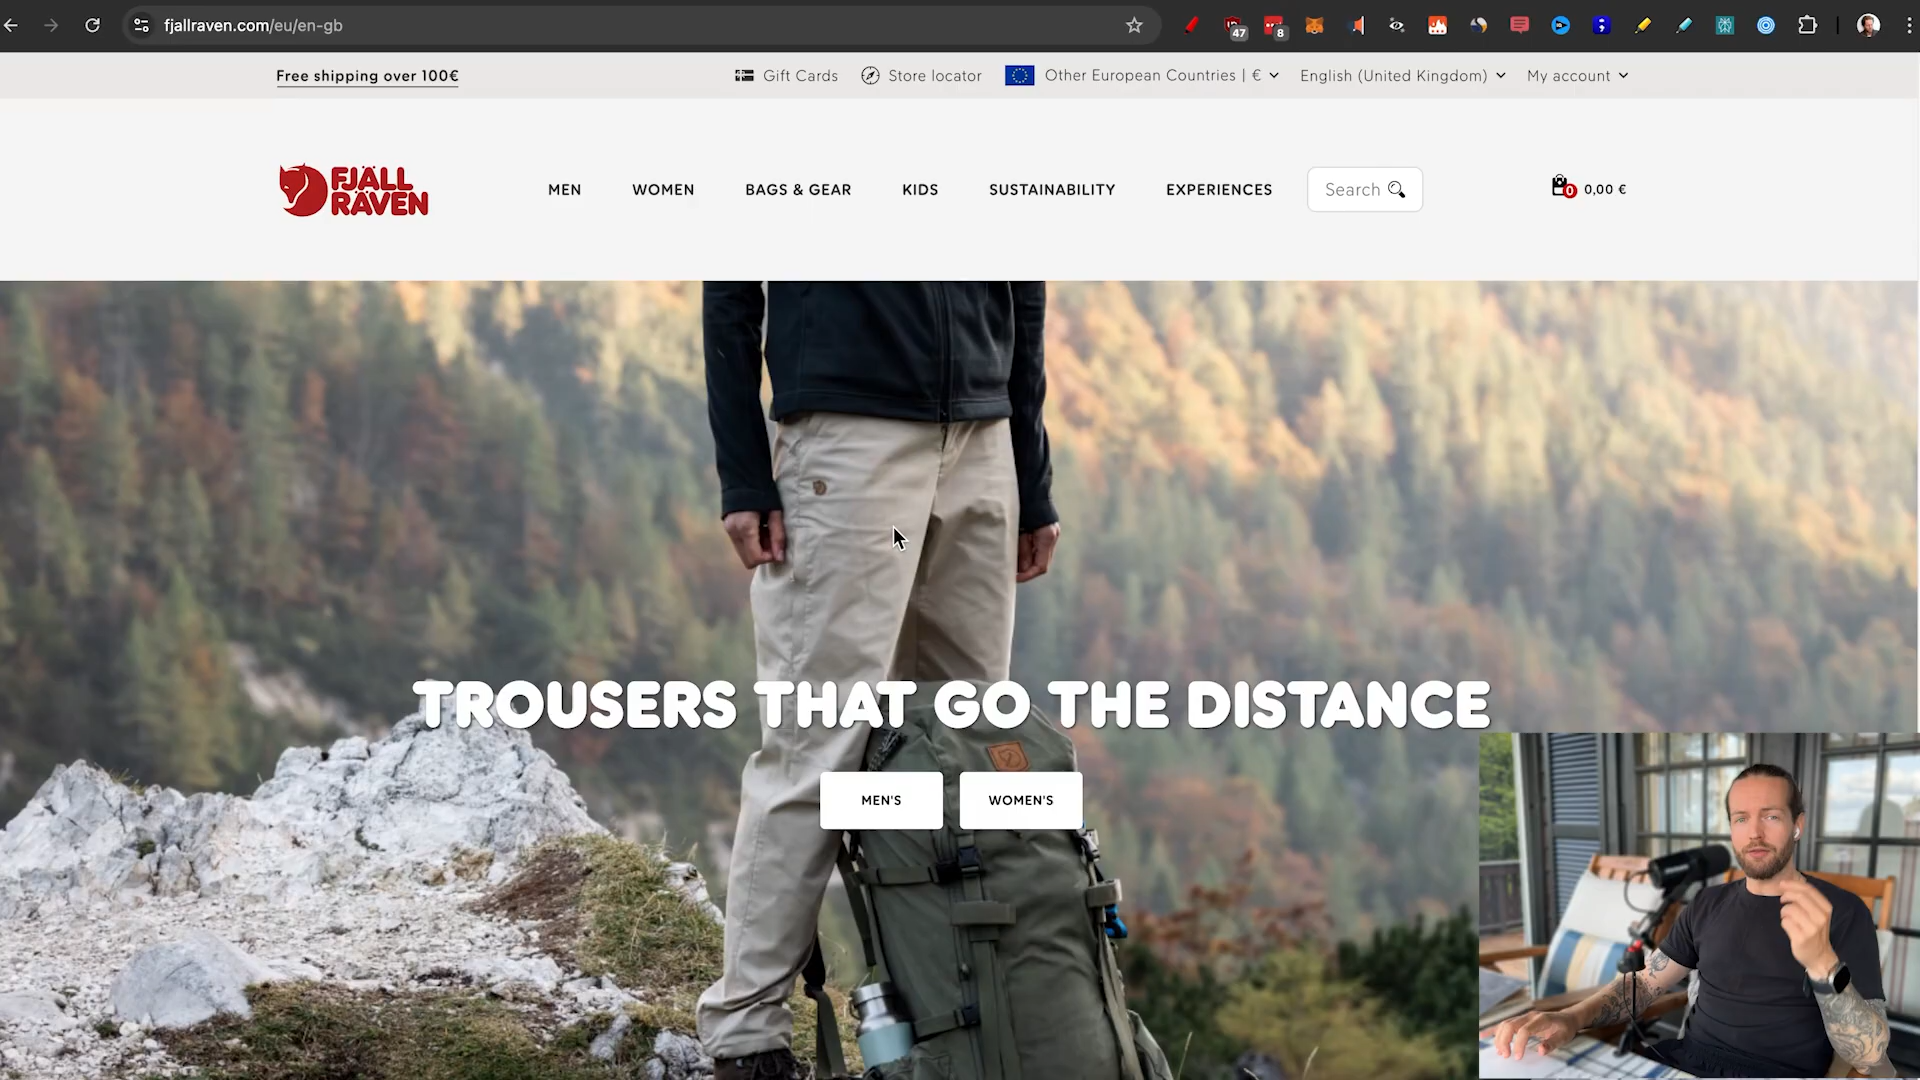 fjallraven.com/eu/en-gb
47
8
Free shipping over 100€
Gift Cards
Store locator
Other European Countries | €
English (United Kingdom)
My account
FJÄLL
RÄVEN
MEN
WOMEN
BAGS & GEAR
KIDS
SUSTAINABILITY
EXPERIENCES
Search
0
0,00 €
TROUSERS THAT GO THE DISTANCE
MEN'S
WOMEN'S